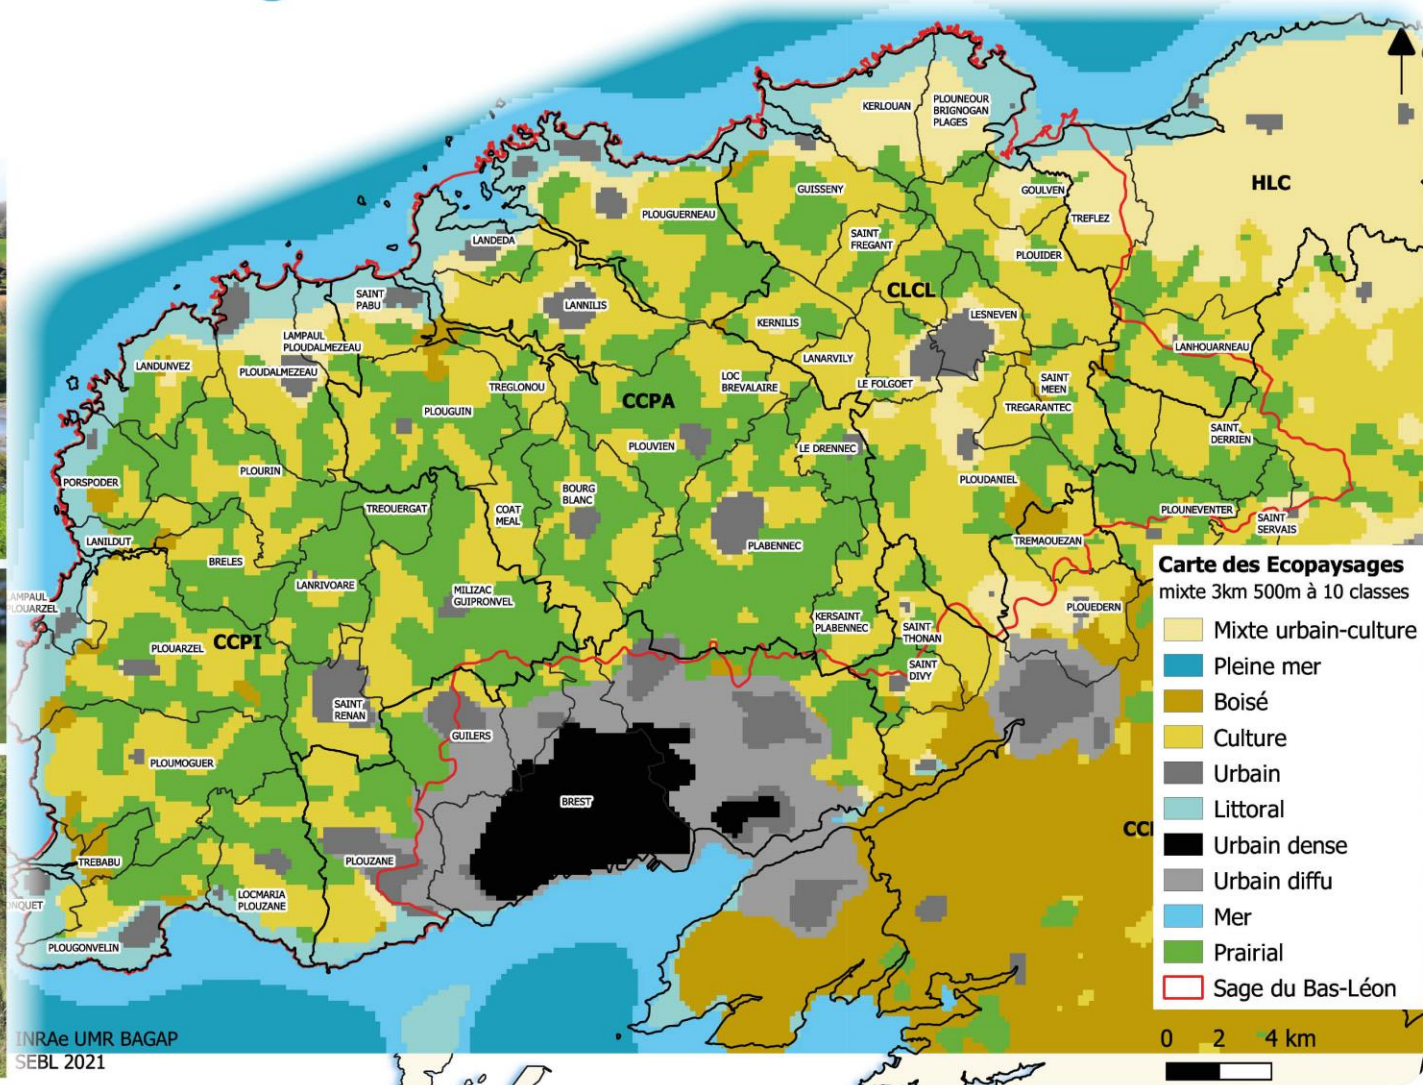 KERLOUAN
PLOUNEOUR
BRIGNOGAN
PLAGES
HLC
GUISSENY
GOULVEN
PLOUGUERNEAU
TREFLEZ
SAINT
FREGANT
LANDEDA
PLOUIDER
CLCL
SAINT
PABU
LANNILIS
LESNEVEN
KERNILIS
LAMPAUL
PLOUDALMEZEAU
LANHOUARNEAU
LANARVILY
LANDUNVEZ
PLOUDALMEZEAU
LOC
BREVALAIRE
LE FOLGOET
SAINT
MEEN
TREGLONOU
CCPA
TREGARANTEC
PLOUGUIN
SAINT
DERRIEN
PLOUVIEN
LE DRENNEC
PLOURIN
PORSPODER
PLOUDANIEL
BOURG
BLANC
TREOUERGAT
COAT
MEAL
PLOUNEVENTER
SAINT
SERVAIS
LANILDUT
PLABENNEC
TREMAOUEZAN
BRELES
LANRIVOARE
MILIZAC
GUIPRONVEL
AMPAUL
PLOUARZEL
PLOUEDERN
KERSAINT
PLABENNEC
SAINT
THONAN
CCPI
PLOUARZEL
SAINT
DIVY
SAINT
RENAN
GUILERS
PLOUMOGUER
BREST
CC
TREBABU
PLOUZANE
LOCMARIA
PLOUZANE
ONQUET
PLOUGONVELIN
Carte des Ecopaysages
mixte 3km 500m à 10 classes
Mixte urbain-culture
Pleine mer
Boisé
Culture
Urbain
Littoral
Urbain dense
Urbain diffu
Mer
Prairial
Sage du Bas-Léon
0 2 4 km
INRAe UMR BAGAP
SEBL 2021